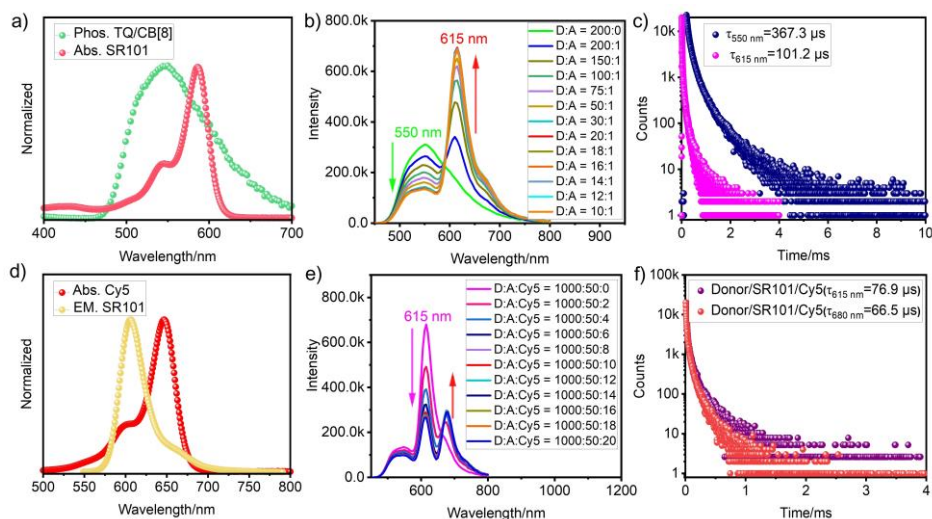 a)
Phos. TQ/CB[8]
Abs. SR101
Normalized
300 400 500 600 700
Wavelength/nm
b)
800.0k
600.0k
400.0k
200.0k
0.0
Intensity
615 nm
550 nm
D:A = 200:0
D:A = 200:1
D:A = 150:1
D:A = 100:1
D:A = 75:1
D:A = 50:1
D:A = 30:1
D:A = 20:1
D:A = 18:1
D:A = 16:1
D:A = 14:1
D:A = 12:1
D:A = 10:1
500 600 700 800 900
Wavelength/nm
c)
10k
1k
100
10
1
Counts
τ550 nm=367.3 µs
τ615 nm=101.2 µs
0 2 4 6 8 10
Time/ms
d)
Abs. Cy5
EM. SR101
Normalized
500 550 600 650 700 750 800
Wavelength/nm
e)
800.0k
600.0k
400.0k
200.0k
0.0
Intensity
615 nm
D:A:Cy5 = 1000:50:0
D:A:Cy5 = 1000:50:2
D:A:Cy5 = 1000:50:4
D:A:Cy5 = 1000:50:6
D:A:Cy5 = 1000:50:8
D:A:Cy5 = 1000:50:10
D:A:Cy5 = 1000:50:12
D:A:Cy5 = 1000:50:14
D:A:Cy5 = 1000:50:16
D:A:Cy5 = 1000:50:18
D:A:Cy5 = 1000:50:20
600 800 1000 1200
Wavelength/nm
f)
100k
10k
1k
100
10
1
Counts
Donor/SR101/Cy5(τ615 nm=76.9 µs)
Donor/SR101/Cy5(τ680 nm=66.5 µs)
0 1 2 3 4
Time/ms